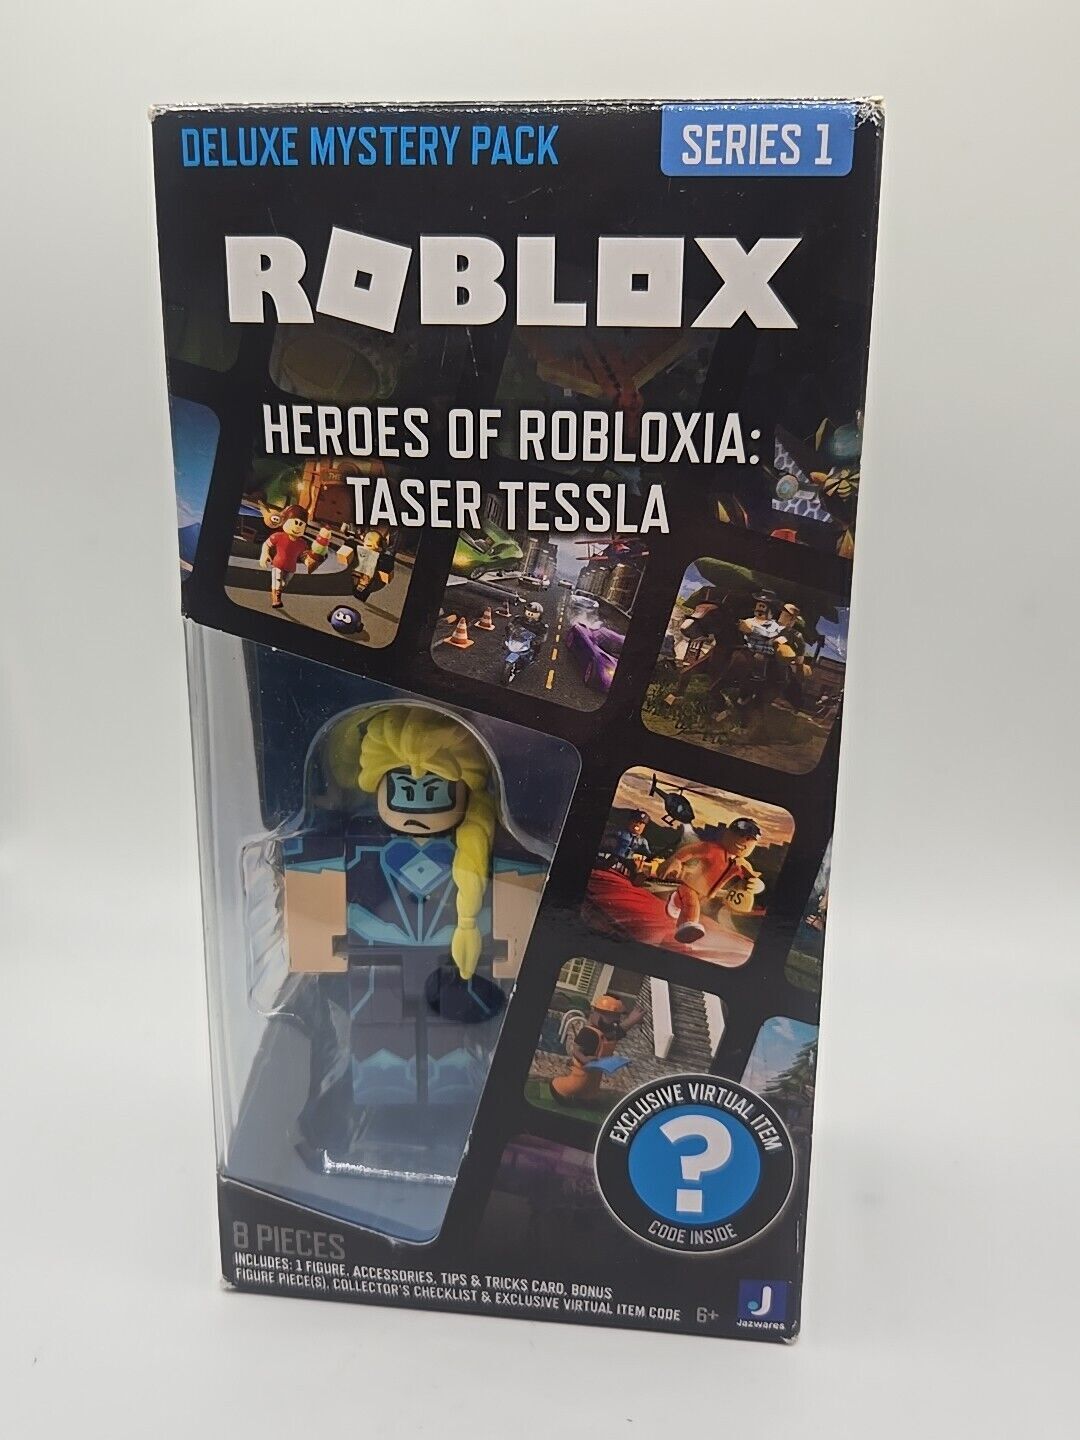 DELUXE MYSTERY PACK
SERIES 1
ROBLOX
HEROES OF ROBLOXIA:
TASER TESSLA
RS
EXCLUSIVE VIRTUAL ITEM
?
CODE INSIDE
8 PIECES
INCLUDES: 1 FIGURE, ACCESSORIES, TIPS & TRICKS CARD, BONUS
FIGURE PIECE(S), COLLECTOR'S CHECKLIST & EXCLUSIVE VIRTUAL ITEM CODE
6+
J
Jazwares